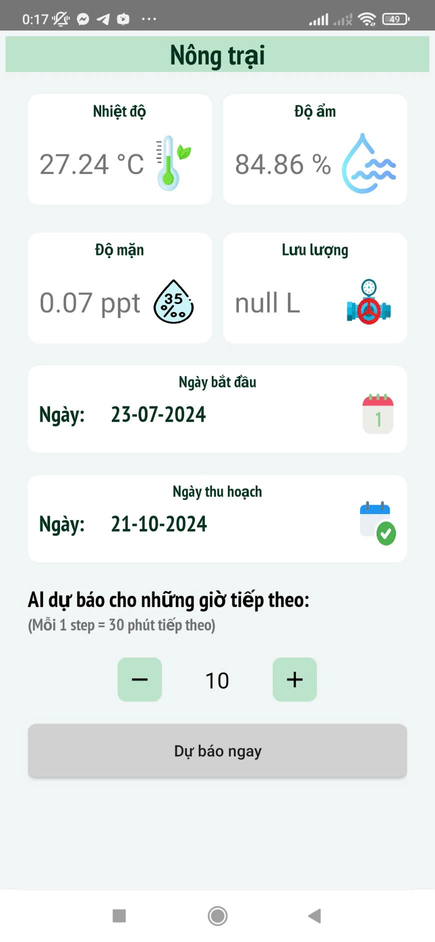 0:17 49
Nông trại
Nhiệt độ
27.24 °C
Độ ẩm
84.86 %
Độ mặn
0.07 ppt
35
%
Lưu lượng
null L
Ngày bắt đầu
Ngày: 23-07-2024
1
Ngày thu hoạch
Ngày: 21-10-2024
AI dự báo cho những giờ tiếp theo:
(Mỗi 1 step = 30 phút tiếp theo)
− 10 +
Dự báo ngay